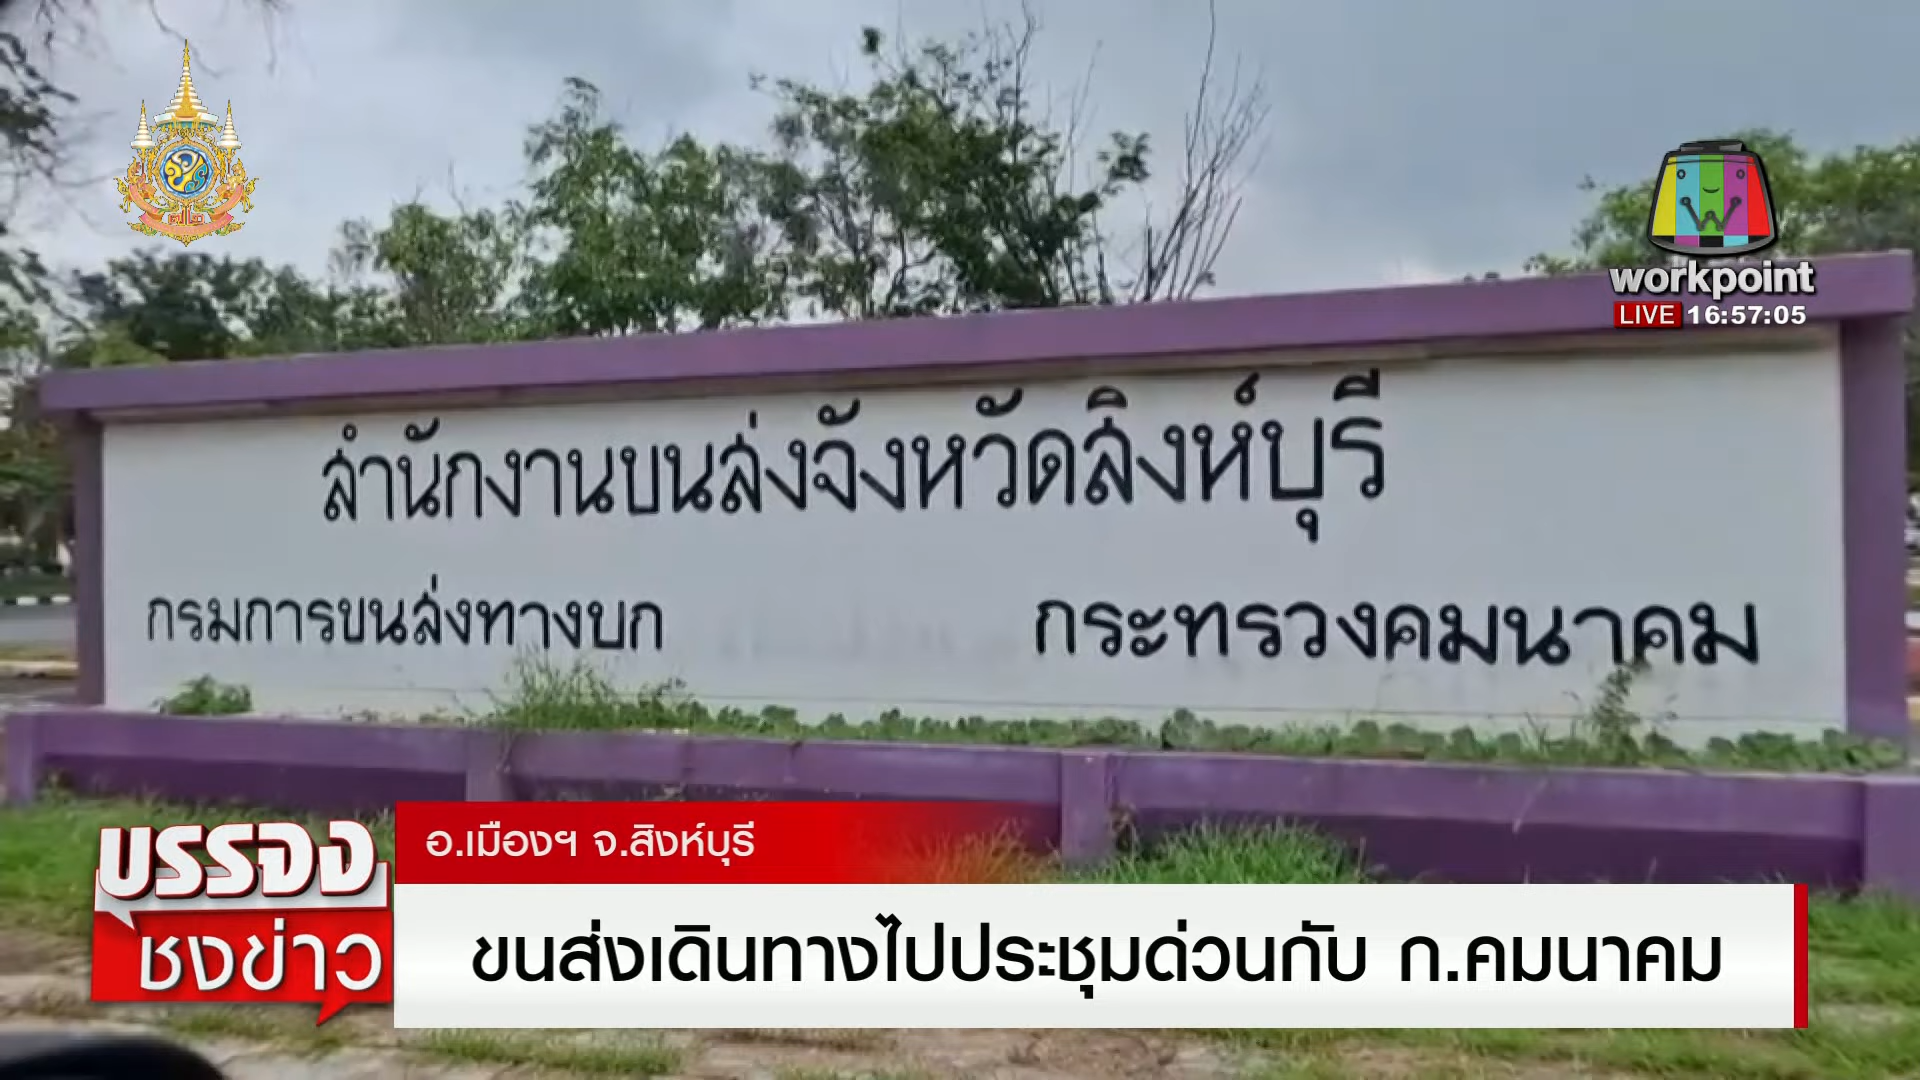 ๗๒
workpoint
LIVE 16:57:05
สำนักงานขนส่งจังหวัดสิงห์บุรี
กรมการขนส่งทางบก
กระทรวงคมนาคม
บรรจง
ชงข่าว
อ.เมืองฯ จ.สิงห์บุรี
ขนส่งเดินทางไปประชุมด่วนกับ ก.คมนาคม